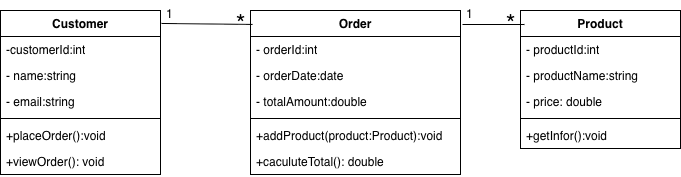 Customer
-customerId:int
- name:string
- email:string
+placeOrder():void
+viewOrder(): void
1
*
Order
- orderId:int
- orderDate:date
- totalAmount:double
+addProduct(product:Product):void
+caculuteTotal(): double
1
*
Product
- productId:int
- productName:string
- price: double
+getInfor():void